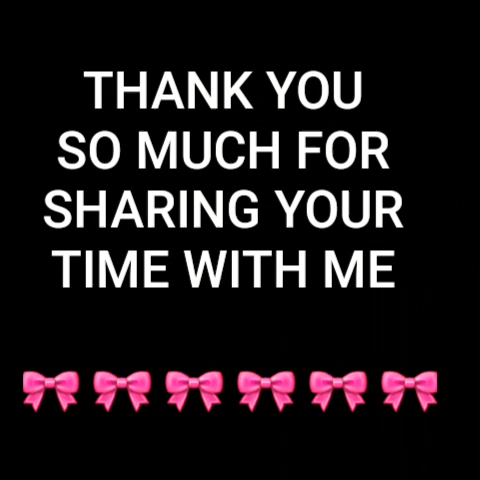 THANK YOU
SO MUCH FOR
SHARING YOUR
TIME WITH ME
🎀 🎀 🎀 🎀 🎀 🎀